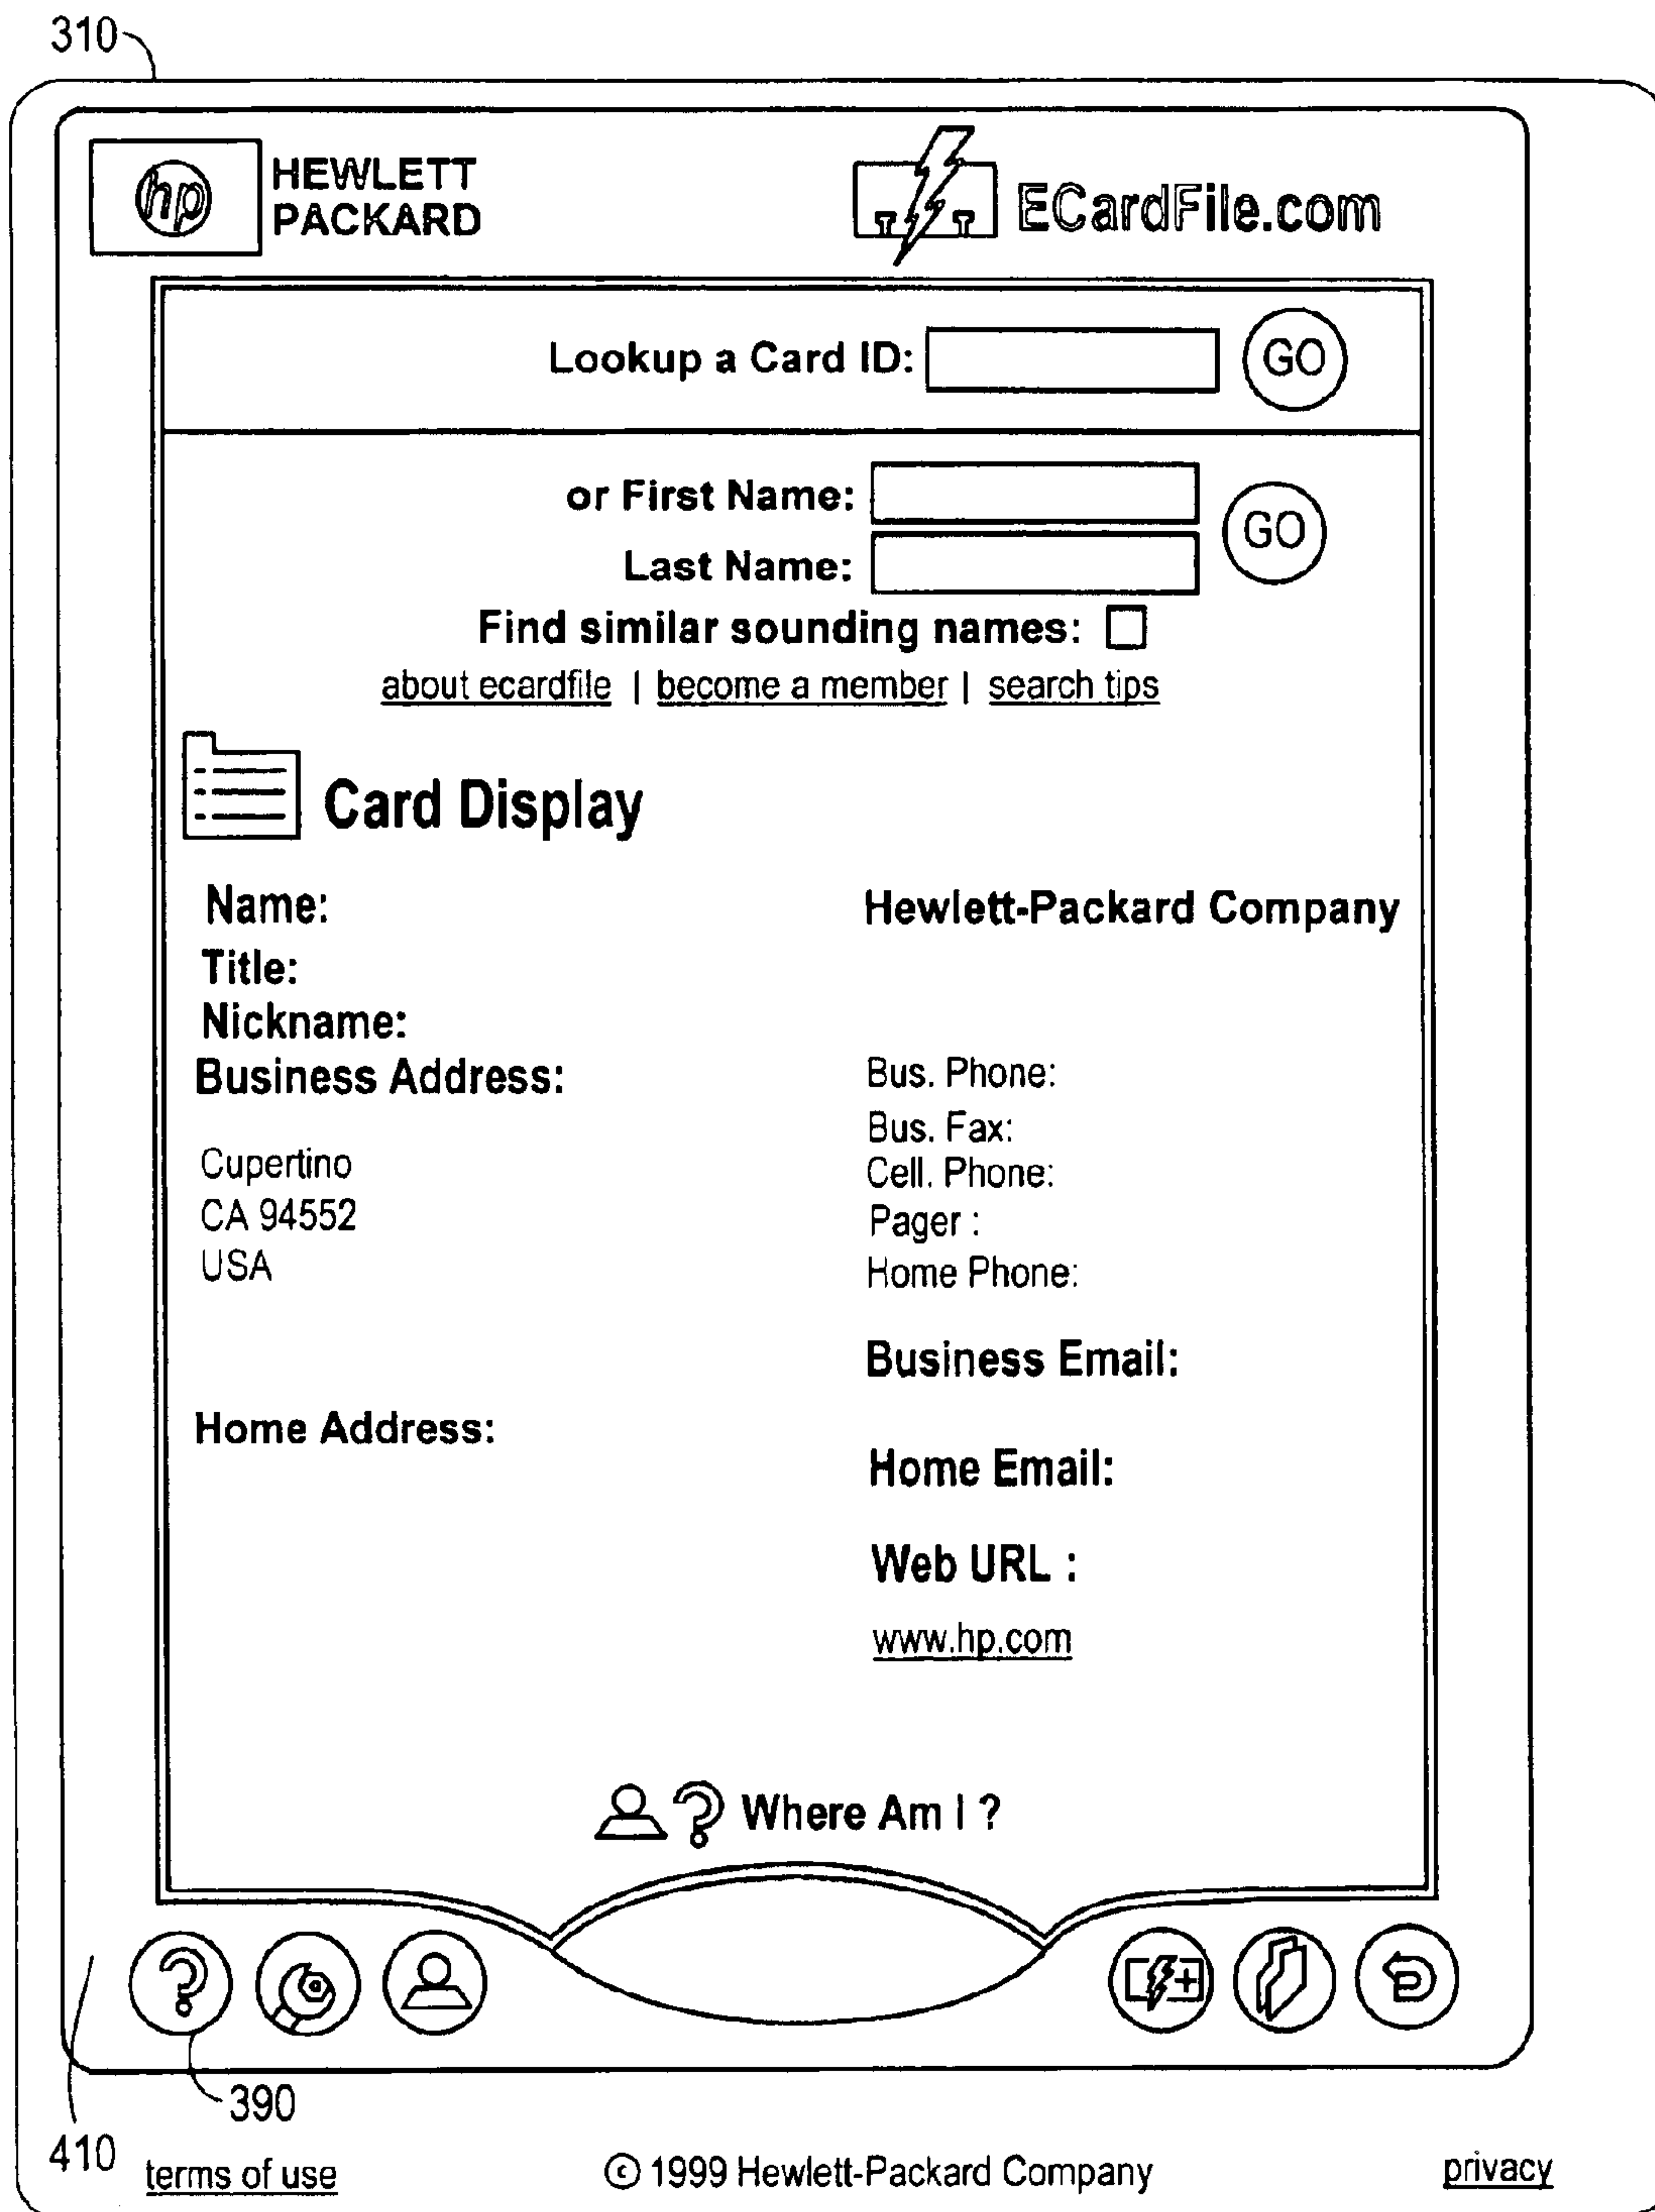 310
hp HEWLETT
PACKARD
ECardFile.com
Lookup a Card ID: GO
or First Name:
Last Name: GO
Find similar sounding names:
about ecardfile | become a member | search tips
Card Display
Name:
Title:
Nickname:
Business Address:
Cupertino
CA 94552
USA
Home Address:
Hewlett-Packard Company
Bus. Phone:
Bus. Fax:
Cell. Phone:
Pager :
Home Phone:
Business Email:
Home Email:
Web URL :
www.hp.com
? Where Am I ?
?
390
410
terms of use © 1999 Hewlett-Packard Company privacy